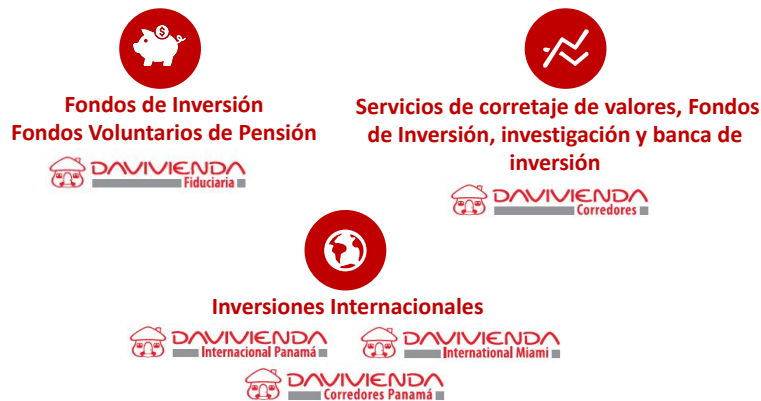 $
Fondos de Inversión
Fondos Voluntarios de Pensión
DAVIVIENDA
Fiduciaria
Servicios de corretaje de valores, Fondos
de Inversión, investigación y banca de
inversión
DAVIVIENDA
Corredores
Inversiones Internacionales
DAVIVIENDA
Internacional Panamá
DAVIVIENDA
International Miami
DAVIVIENDA
Corredores Panamá